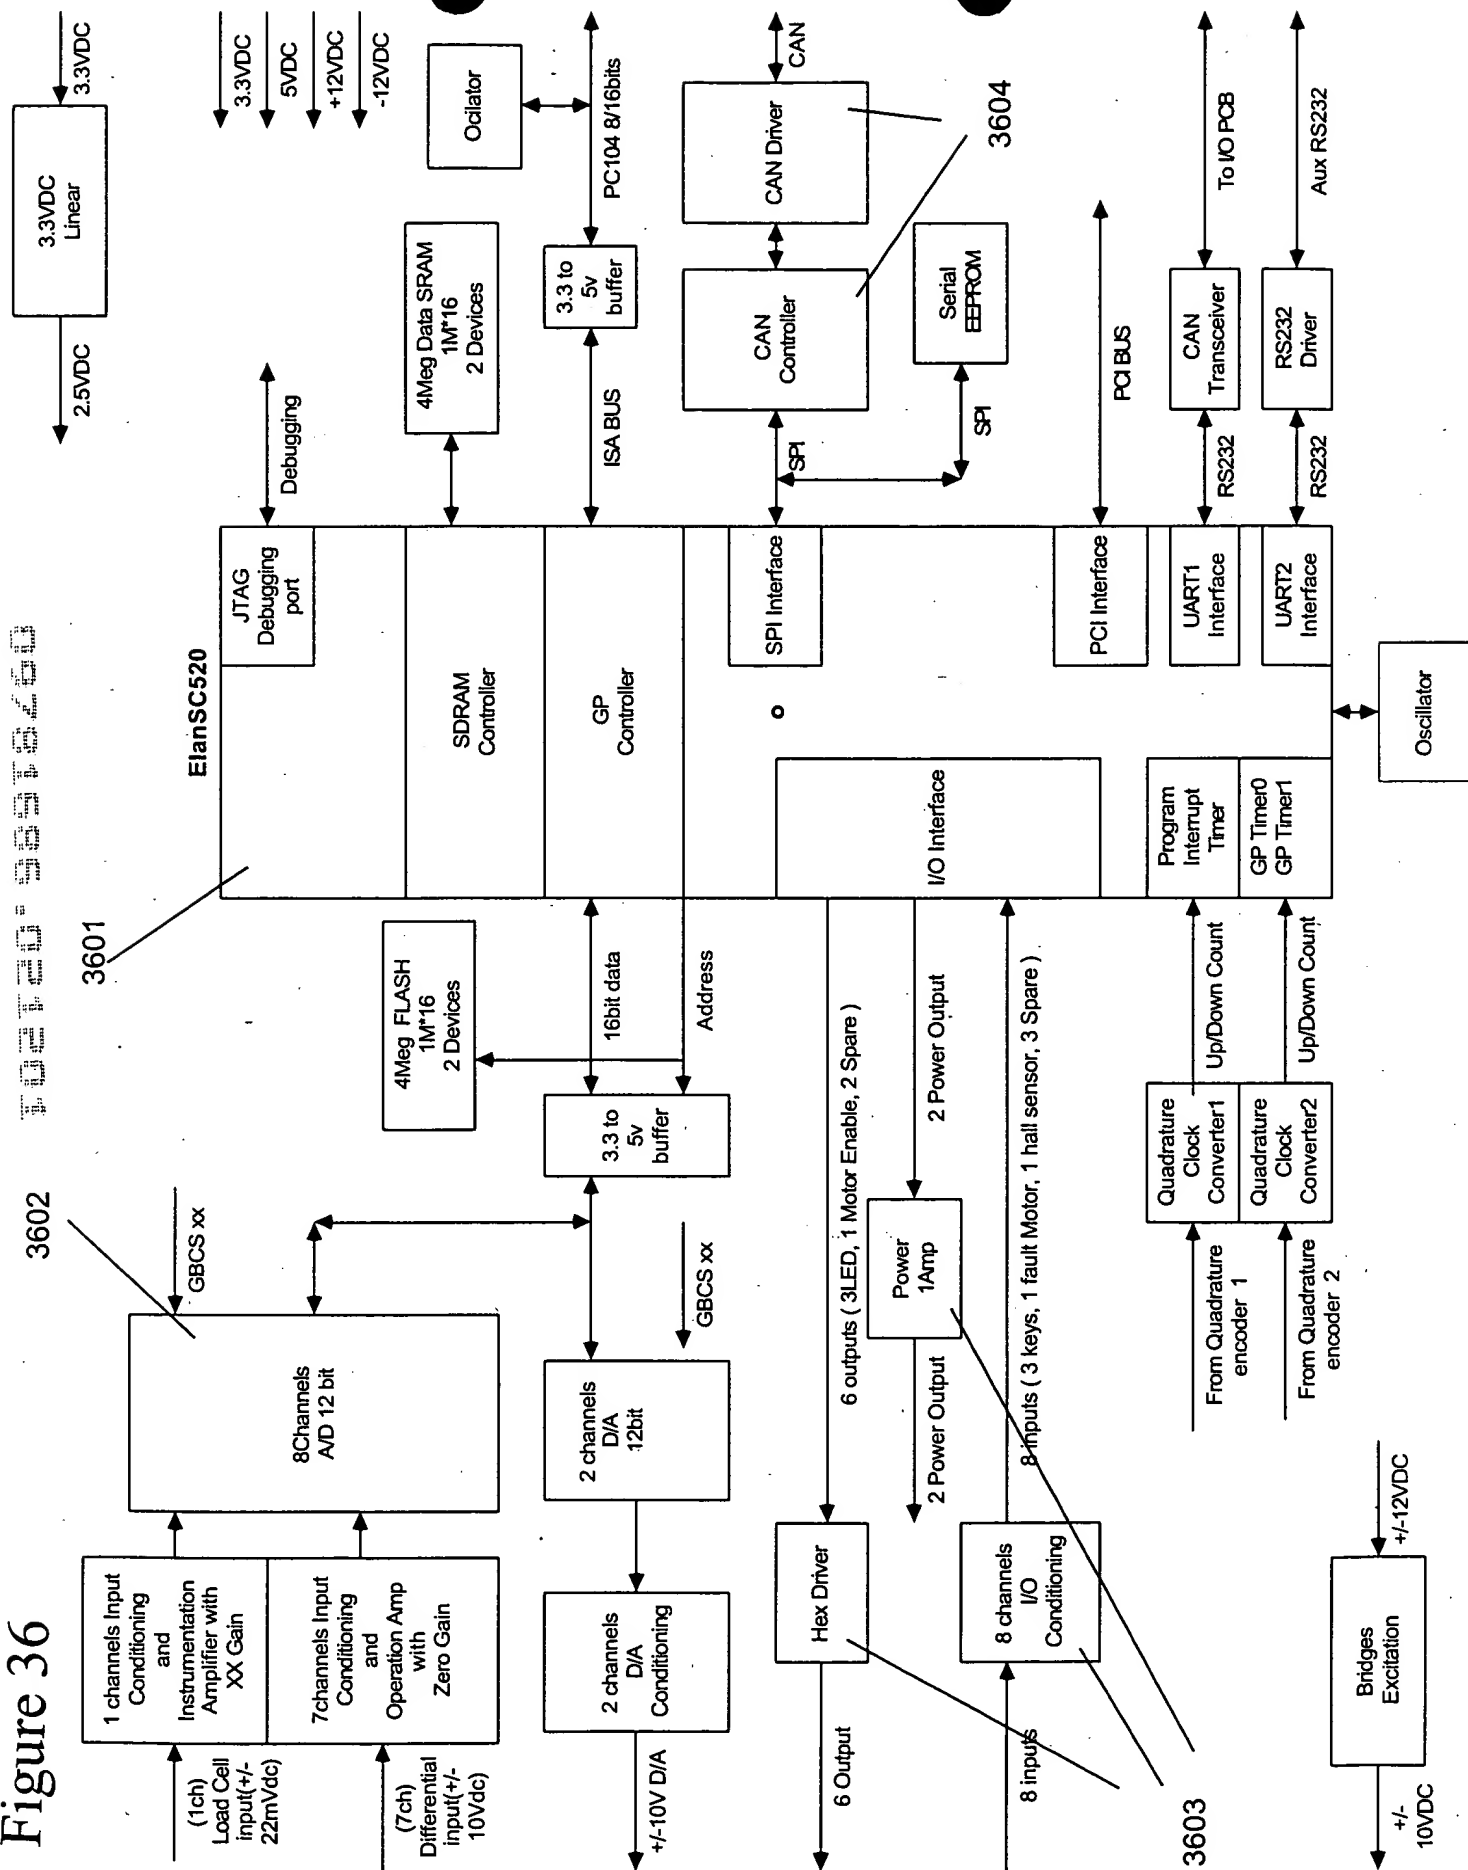 Figure 36
3602
3601
3.3VDC
Linear
3.3VDC
2.5VDC
3.3VDC
5VDC
+12VDC
-12VDC
(1ch)
Load Cell
input(+/-
22mVdc)
1 channels Input
Conditioning
and
Instrumentation
Amplifier with
XX Gain
(7ch)
Differential
input(+/-
10Vdc)
7channels Input
Conditioning
and
Operation Amp
with
Zero Gain
8Channels
A/D 12 bit
GBCS xx
ElanSC520
JTAG
Debugging
port
Debugging
4Meg FLASH
1M*16
2 Devices
SDRAM
Controller
4Meg Data SRAM
1M*16
2 Devices
Ocilator
+/-10V D/A
2 channels
D/A
Conditioning
2 channels
D/A
12bit
GBCS xx
3.3 to
5v
buffer
16bit data
Address
GP
Controller
ISA BUS
3.3 to
5v
buffer
PC104 8/16bits
6 Output
Hex Driver
6 outputs ( 3LED, 1 Motor Enable, 2 Spare )
I/O Interface
SPI Interface
SPI
CAN
Controller
CAN Driver
CAN
SPI
Serial
EEPROM
3604
2 Power Output
Power
1Amp
2 Power Output
8 inputs
8 channels
I/O
Conditioning
8 inputs ( 3 keys, 1 fault Motor, 1 hall sensor, 3 Spare )
PCI Interface
PCI BUS
3603
From Quadrature
encoder 1
Quadrature
Clock
Converter1
Up/Down Count
Program
Interrupt
Timer
UART1
Interface
RS232
CAN
Transceiver
To I/O PCB
From Quadrature
encoder 2
Quadrature
Clock
Converter2
Up/Down Count
GP Timer0
GP Timer1
UART2
Interface
RS232
RS232
Driver
Aux RS232
+/-
10VDC
Bridges
Excitation
+/-12VDC
Oscillator